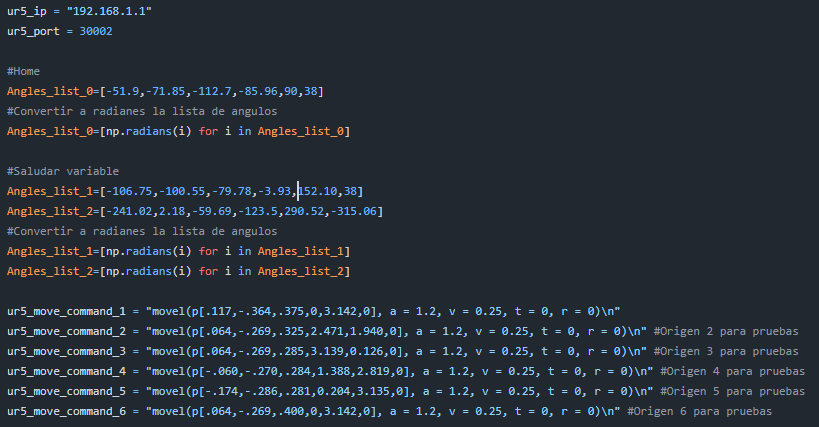 ur5_ip = "192.168.1.1"
ur5_port = 30002
#Home
Angles_list_0=[-51.9,-71.85,-112.7,-85.96,90,38]
#Convertir a radianes la lista de angulos
Angles_list_0=[np.radians(i) for i in Angles_list_0]
#Saludar variable
Angles_list_1=[-106.75,-100.55,-79.78,-3.93,152.10,38]
Angles_list_2=[-241.02,2.18,-59.69,-123.5,290.52,-315.06]
#Convertir a radianes la lista de angulos
Angles_list_1=[np.radians(i) for i in Angles_list_1]
Angles_list_2=[np.radians(i) for i in Angles_list_2]
ur5_move_command_1 = "movel(p[.117,-.364,.375,0,3.142,0], a = 1.2, v = 0.25, t = 0, r = 0)\n"
ur5_move_command_2 = "movel(p[.064,-.269,.325,2.471,1.940,0], a = 1.2, v = 0.25, t = 0, r = 0)\n" #Origen 2 para pruebas
ur5_move_command_3 = "movel(p[.064,-.269,.285,3.139,0.126,0], a = 1.2, v = 0.25, t = 0, r = 0)\n" #Origen 3 para pruebas
ur5_move_command_4 = "movel(p[-.060,-.270,.284,1.388,2.819,0], a = 1.2, v = 0.25, t = 0, r = 0)\n" #Origen 4 para pruebas
ur5_move_command_5 = "movel(p[-.174,-.286,.281,0.204,3.135,0], a = 1.2, v = 0.25, t = 0, r = 0)\n" #Origen 5 para pruebas
ur5_move_command_6 = "movel(p[.064,-.269,.400,0,3.142,0], a = 1.2, v = 0.25, t = 0, r = 0)\n" #Origen 6 para pruebas